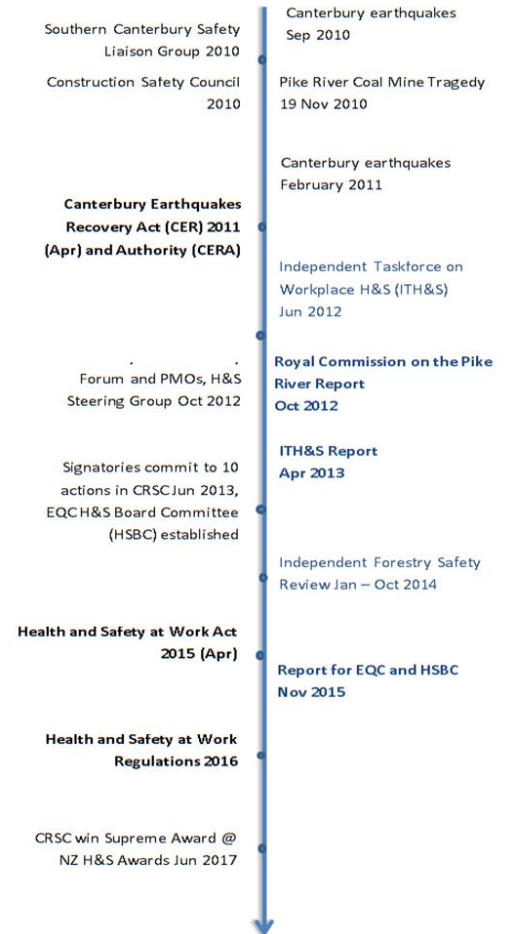 Canterbury earthquakes
Sep 2010
Southern Canterbury Safety
Liaison Group 2010
Construction Safety Council
2010
Pike River Coal Mine Tragedy
19 Nov 2010
Canterbury earthquakes
February 2011
Canterbury Earthquakes
Recovery Act (CER) 2011
(Apr) and Authority (CERA)
Independent Taskforce on
Workplace H&S (ITH&S)
Jun 2012
Royal Commission on the Pike
River Report
Oct 2012
Forum and PMOs, H&S
Steering Group Oct 2012
ITH&S Report
Apr 2013
Signatories commit to 10
actions in CRSC Jun 2013,
EQC H&S Board Committee
(HSBC) established
Independent Forestry Safety
Review Jan – Oct 2014
Health and Safety at Work Act
2015 (Apr)
Report for EQC and HSBC
Nov 2015
Health and Safety at Work
Regulations 2016
CRSC win Supreme Award @
NZ H&S Awards Jun 2017